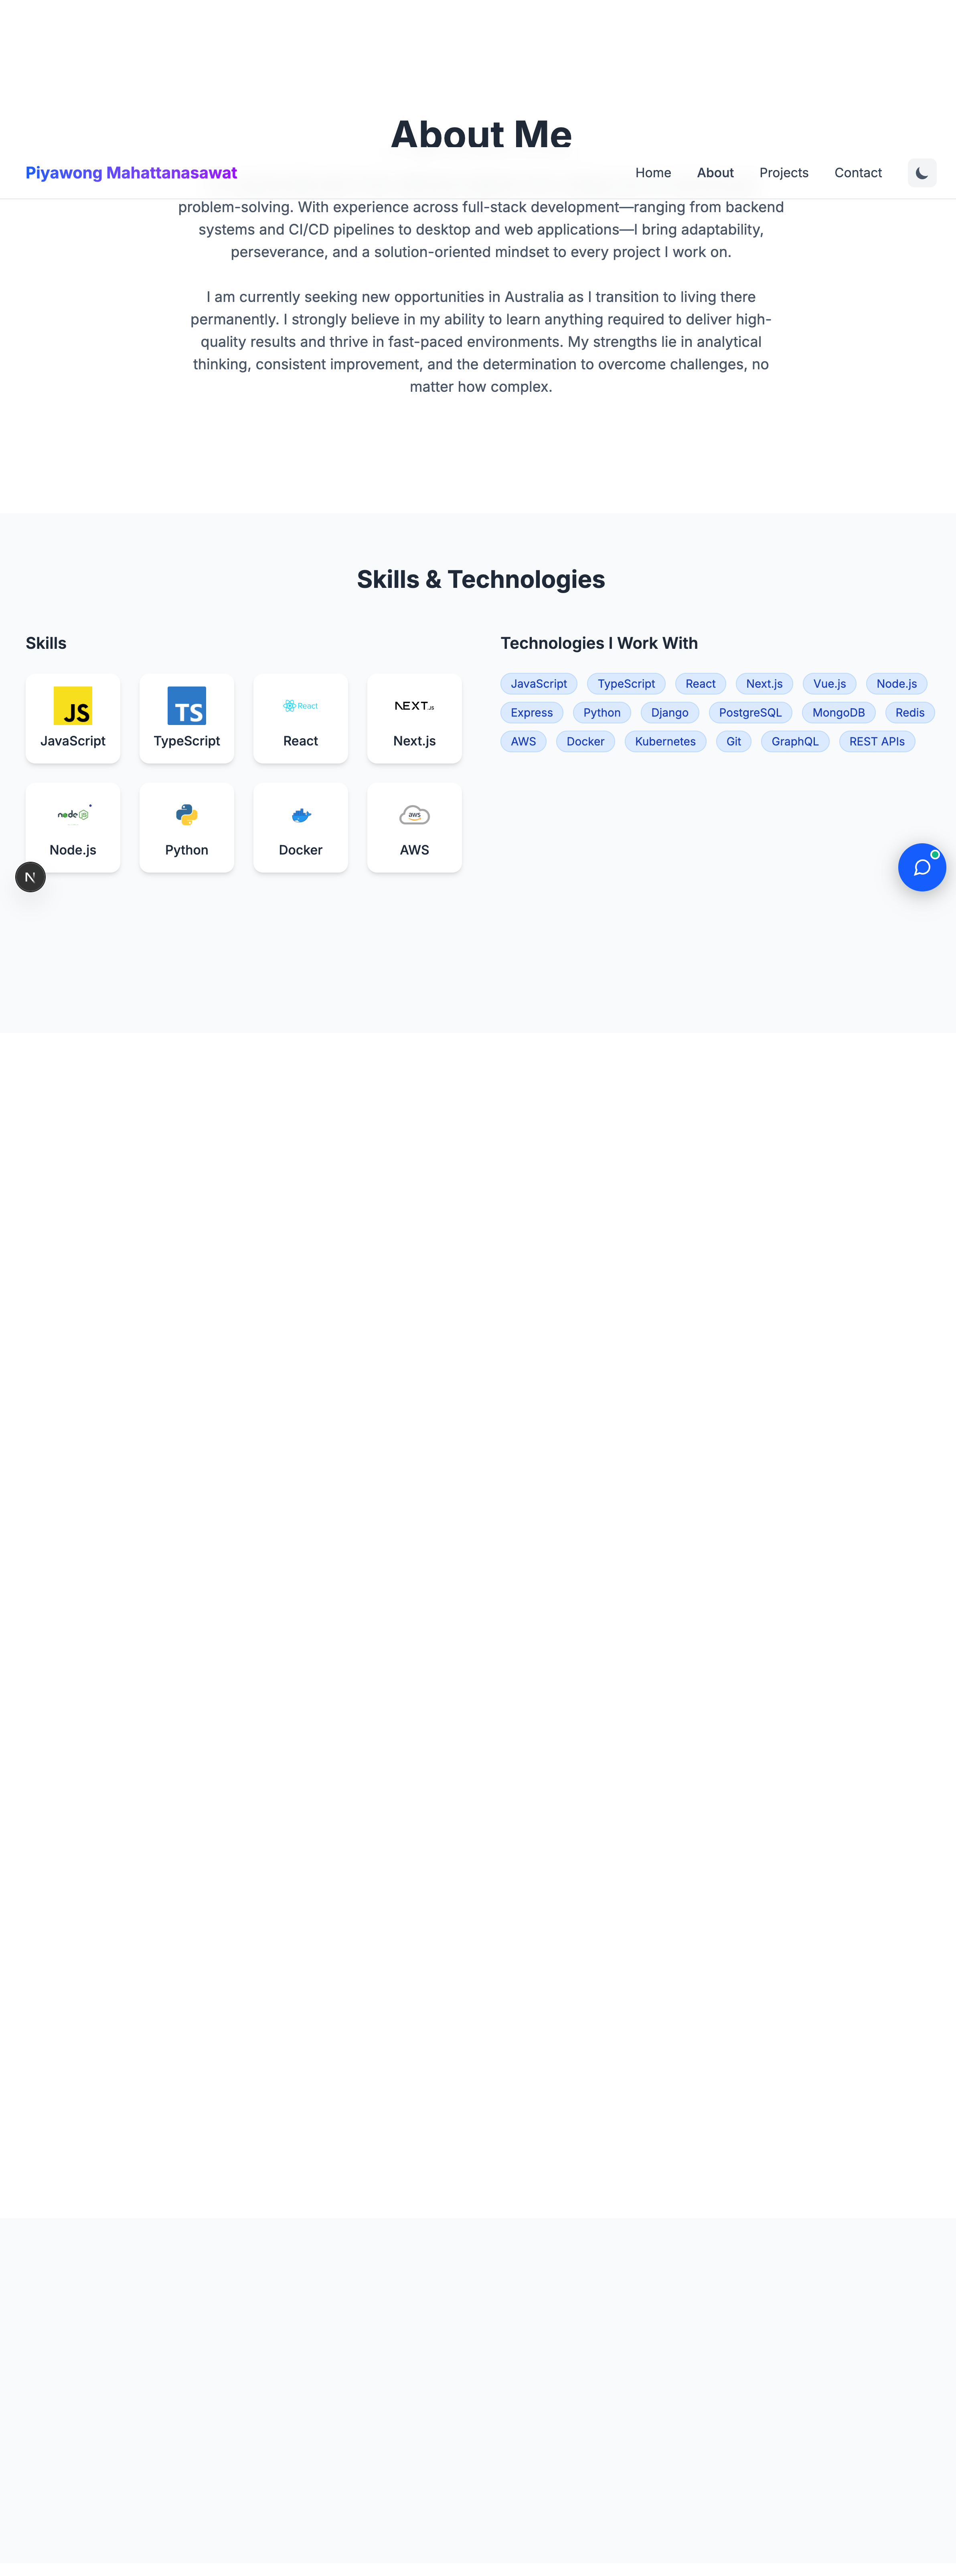 About Me
Piyawong Mahattanasawat
Home
About
Projects
Contact
problem-solving. With experience across full-stack development—ranging from backend
systems and CI/CD pipelines to desktop and web applications—I bring adaptability,
perseverance, and a solution-oriented mindset to every project I work on.
I am currently seeking new opportunities in Australia as I transition to living there
permanently. I strongly believe in my ability to learn anything required to deliver high-
quality results and thrive in fast-paced environments. My strengths lie in analytical
thinking, consistent improvement, and the determination to overcome challenges, no
matter how complex.
Skills & Technologies
Skills
JS
JavaScript
TS
TypeScript
React
React
NEXT.JS
Next.js
node JS
Node.js
Python
Docker
aws
AWS
N
Technologies I Work With
JavaScript
TypeScript
React
Next.js
Vue.js
Node.js
Express
Python
Django
PostgreSQL
MongoDB
Redis
AWS
Docker
Kubernetes
Git
GraphQL
REST APIs